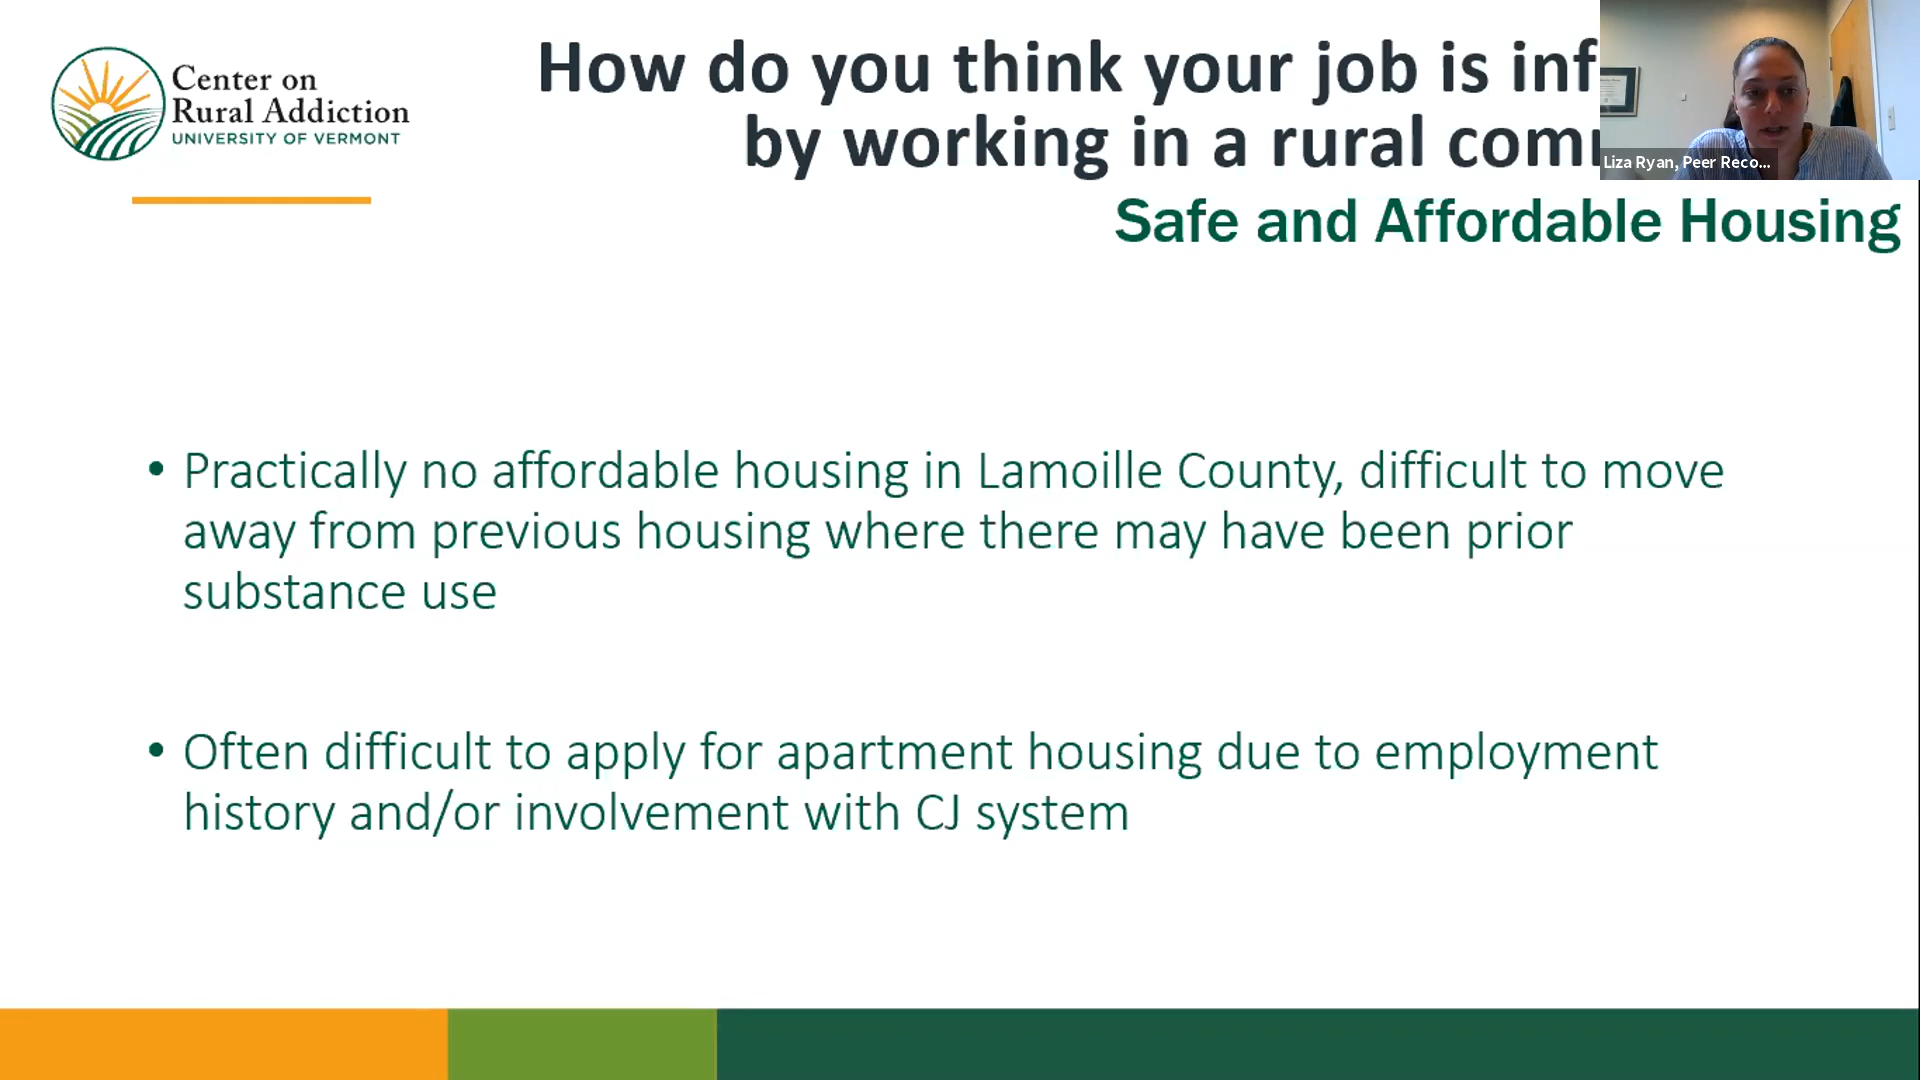 Center on
Rural Addiction
UNIVERSITY OF VERMONT
How do you think your job is inf
by working in a rural com
Liza Ryan, Peer Reco...
Safe and Affordable Housing
• Practically no affordable housing in Lamoille County, difficult to move
away from previous housing where there may have been prior
substance use
• Often difficult to apply for apartment housing due to employment
history and/or involvement with CJ system